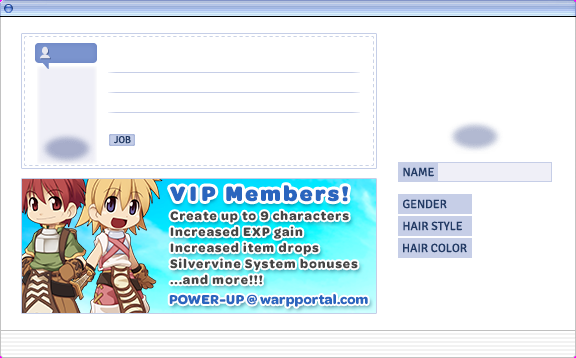 JOB
VIP Members!
Create up to 9 characters
Increased EXP gain
Increased item drops
Silvervine System bonuses
...and more!!!
POWER-UP @ warpportal.com
NAME
GENDER
HAIR STYLE
HAIR COLOR